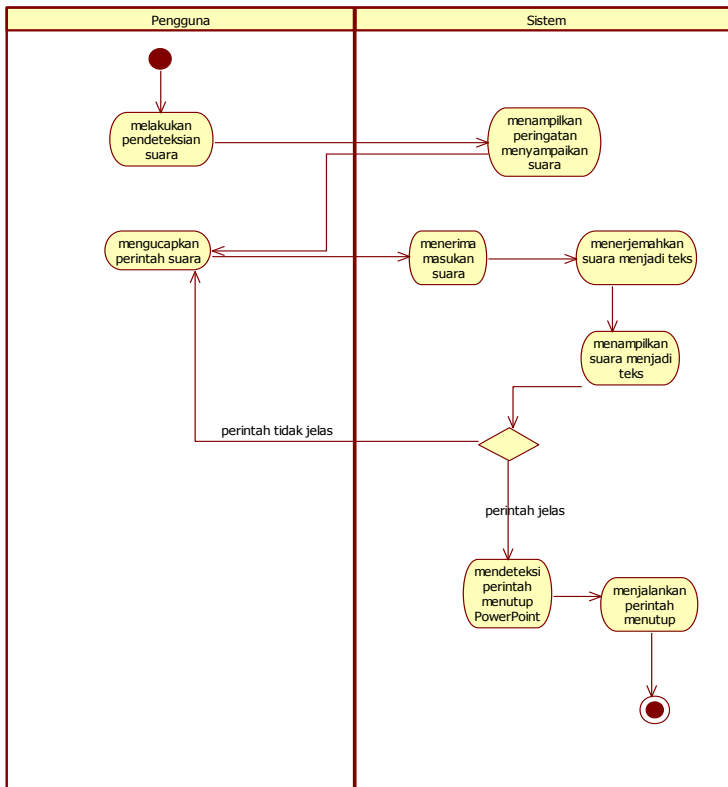 Pengguna
Sistem
melakukan
pendeteksian
suara
menampilkan
peringatan
menyampaikan
suara
mengucapkan
perintah suara
menerima
masukan
suara
menerjemahkan
suara menjadi teks
menampilkan
suara menjadi
teks
perintah tidak jelas
perintah jelas
mendeteksi
perintah
menutup
PowerPoint
menjalankan
perintah
menutup